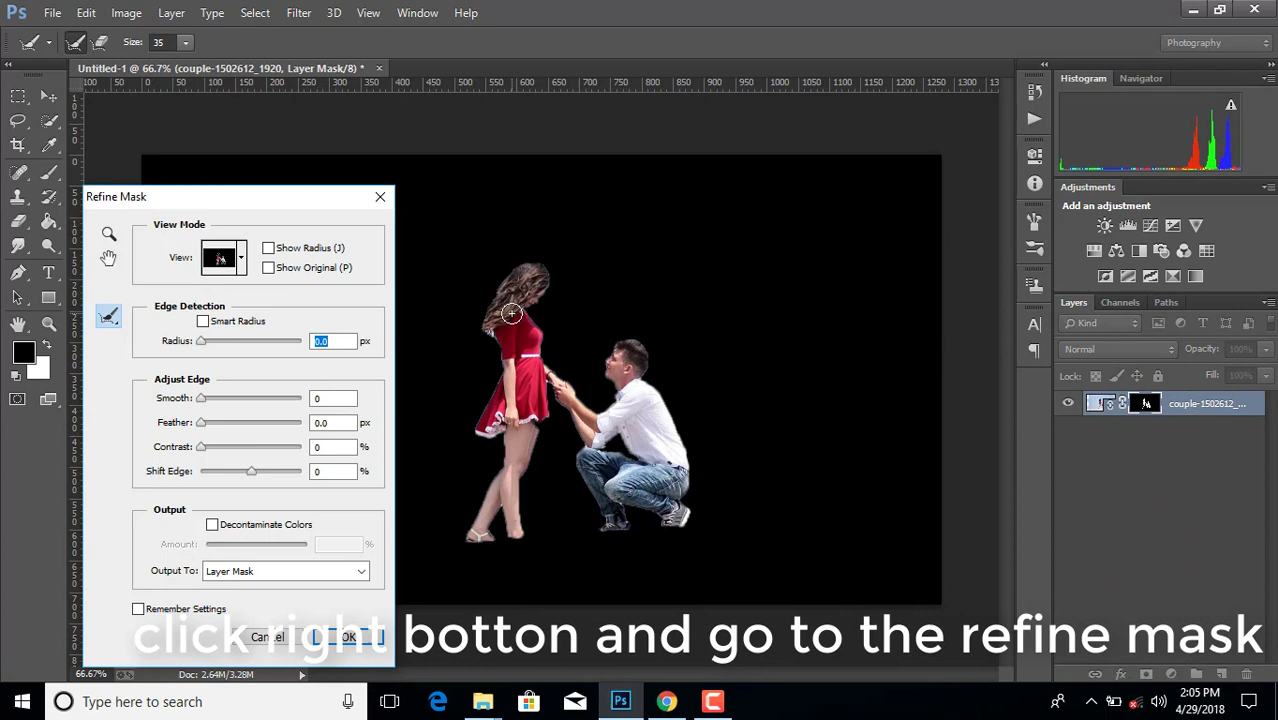 Ps File Edit Image Layer Type Select Filter 3D View Window Help
Size: 35 Photography
Untitled-1 @ 66.7% (couple-1502612_1920, Layer Mask/8) * ×
Histogram Navigator
Refine Mask
View Mode
View:
Show Radius (J)
Show Original (P)
Edge Detection
Smart Radius
Radius: 0.0 px
Adjust Edge
Smooth: 0
Feather: 0.0 px
Contrast: 0 %
Shift Edge: 0 %
Output
Decontaminate Colors
Amount: %
Output To: Layer Mask
Remember Settings
Cancel OK
Adjustments
Add an adjustment
Layers Channels Paths
Kind
Normal Opacity: 100%
Lock: Fill: 100%
couple-1502612_...
click right botton and go to the refine mask
66.67% Doc: 2.64M/3.28M
Type here to search
2:05 PM
4/29/2018